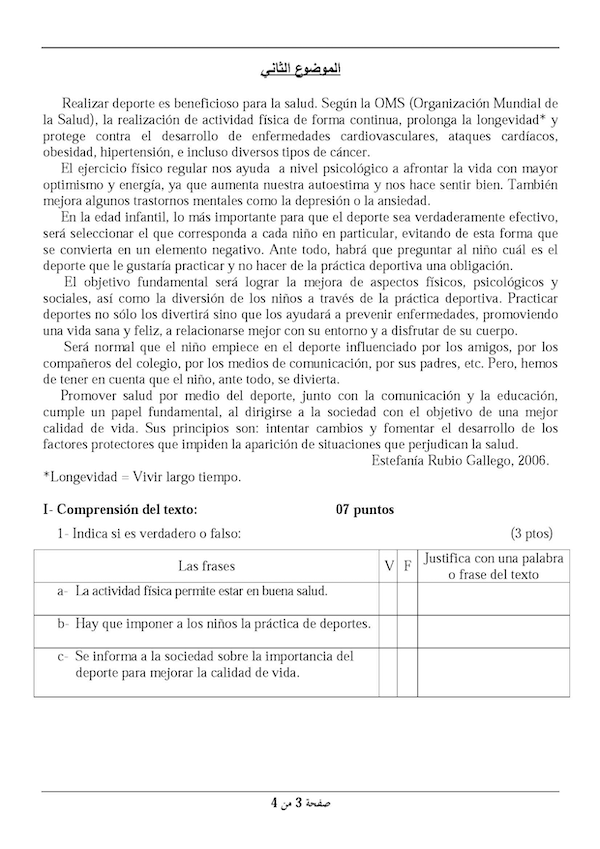 الموضوع الثاني
Realizar deporte es beneficioso para la salud. Según la OMS (Organización Mundial de
la Salud), la realización de actividad física de forma continua, prolonga la longevidad* y
protege contra el desarrollo de enfermedades cardiovasculares, ataques cardíacos,
obesidad, hipertensión, e incluso diversos tipos de cáncer.
El ejercicio físico regular nos ayuda a nivel psicológico a afrontar la vida con mayor
optimismo y energía, ya que aumenta nuestra autoestima y nos hace sentir bien. También
mejora algunos trastornos mentales como la depresión o la ansiedad.
En la edad infantil, lo más importante para que el deporte sea verdaderamente efectivo,
será seleccionar el que corresponda a cada niño en particular, evitando de esta forma que
se convierta en un elemento negativo. Ante todo, habrá que preguntar al niño cuál es el
deporte que le gustaría practicar y no hacer de la práctica deportiva una obligación.
El objetivo fundamental será lograr la mejora de aspectos físicos, psicológicos y
sociales, así como la diversión de los niños a través de la práctica deportiva. Practicar
deportes no sólo los divertirá sino que los ayudará a prevenir enfermedades, promoviendo
una vida sana y feliz, a relacionarse mejor con su entorno y a disfrutar de su cuerpo.
Será normal que el niño empiece en el deporte influenciado por los amigos, por los
compañeros del colegio, por los medios de comunicación, por sus padres, etc. Pero, hemos
de tener en cuenta que el niño, ante todo, se divierta.
Promover salud por medio del deporte, junto con la comunicación y la educación,
cumple un papel fundamental, al dirigirse a la sociedad con el objetivo de una mejor
calidad de vida. Sus principios son: intentar cambios y fomentar el desarrollo de los
factores protectores que impiden la aparición de situaciones que perjudican la salud.
Estefanía Rubio Gallego, 2006.
*Longevidad = Vivir largo tiempo.
I- Comprensión del texto: 07 puntos
1- Indica si es verdadero o falso: (3 ptos)
Las frases V F Justifica con una palabra
o frase del texto
a- La actividad física permite estar en buena salud.
b- Hay que imponer a los niños la práctica de deportes.
c- Se informa a la sociedad sobre la importancia del
deporte para mejorar la calidad de vida.
صفحة 3 من 4